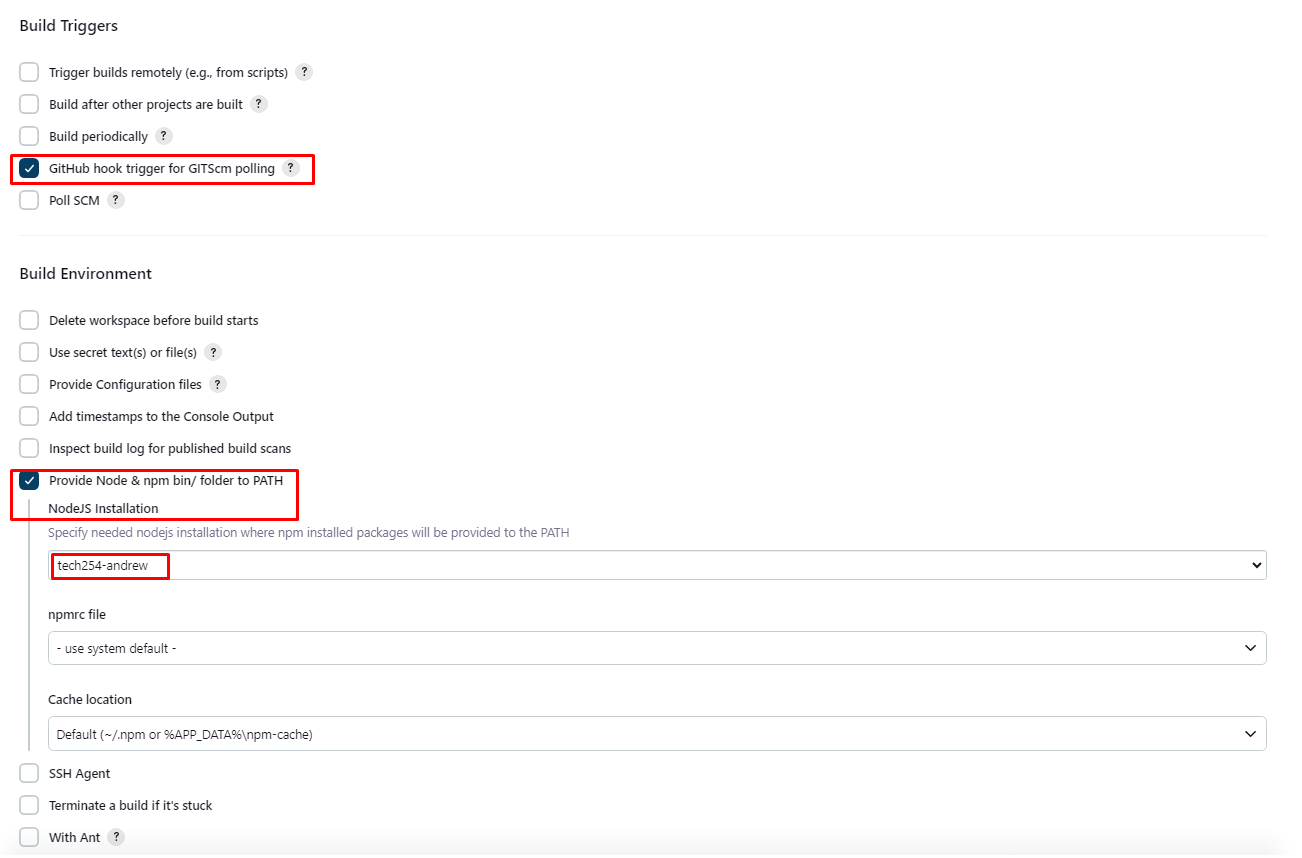 Build Triggers
Trigger builds remotely (e.g., from scripts) ?
Build after other projects are built ?
Build periodically ?
GitHub hook trigger for GITScm polling ?
Poll SCM ?
Build Environment
Delete workspace before build starts
Use secret text(s) or file(s) ?
Provide Configuration files ?
Add timestamps to the Console Output
Inspect build log for published build scans
Provide Node & npm bin/ folder to PATH
NodeJS Installation
Specify needed nodejs installation where npm installed packages will be provided to the PATH
tech254-andrew
npmrc file
- use system default -
Cache location
Default (~/.npm or %APP_DATA%\npm-cache)
SSH Agent
Terminate a build if it's stuck
With Ant ?